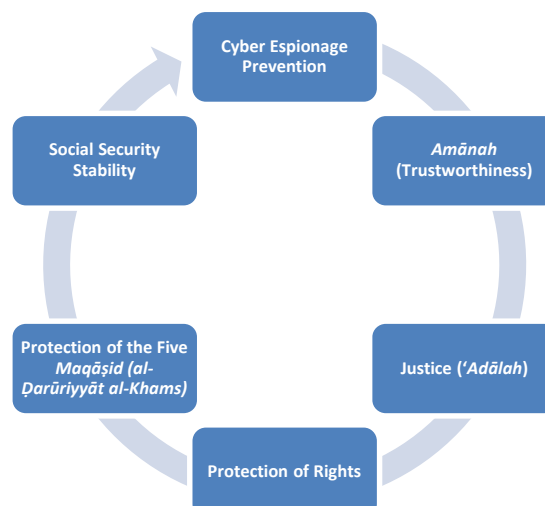 Cyber Espionage
Prevention
Amānah
(Trustworthiness)
Justice (‘Adālah)
Protection of Rights
Protection of the Five
Maqāṣid (al-
Ḍarūriyyāt al-Khams)
Social Security
Stability